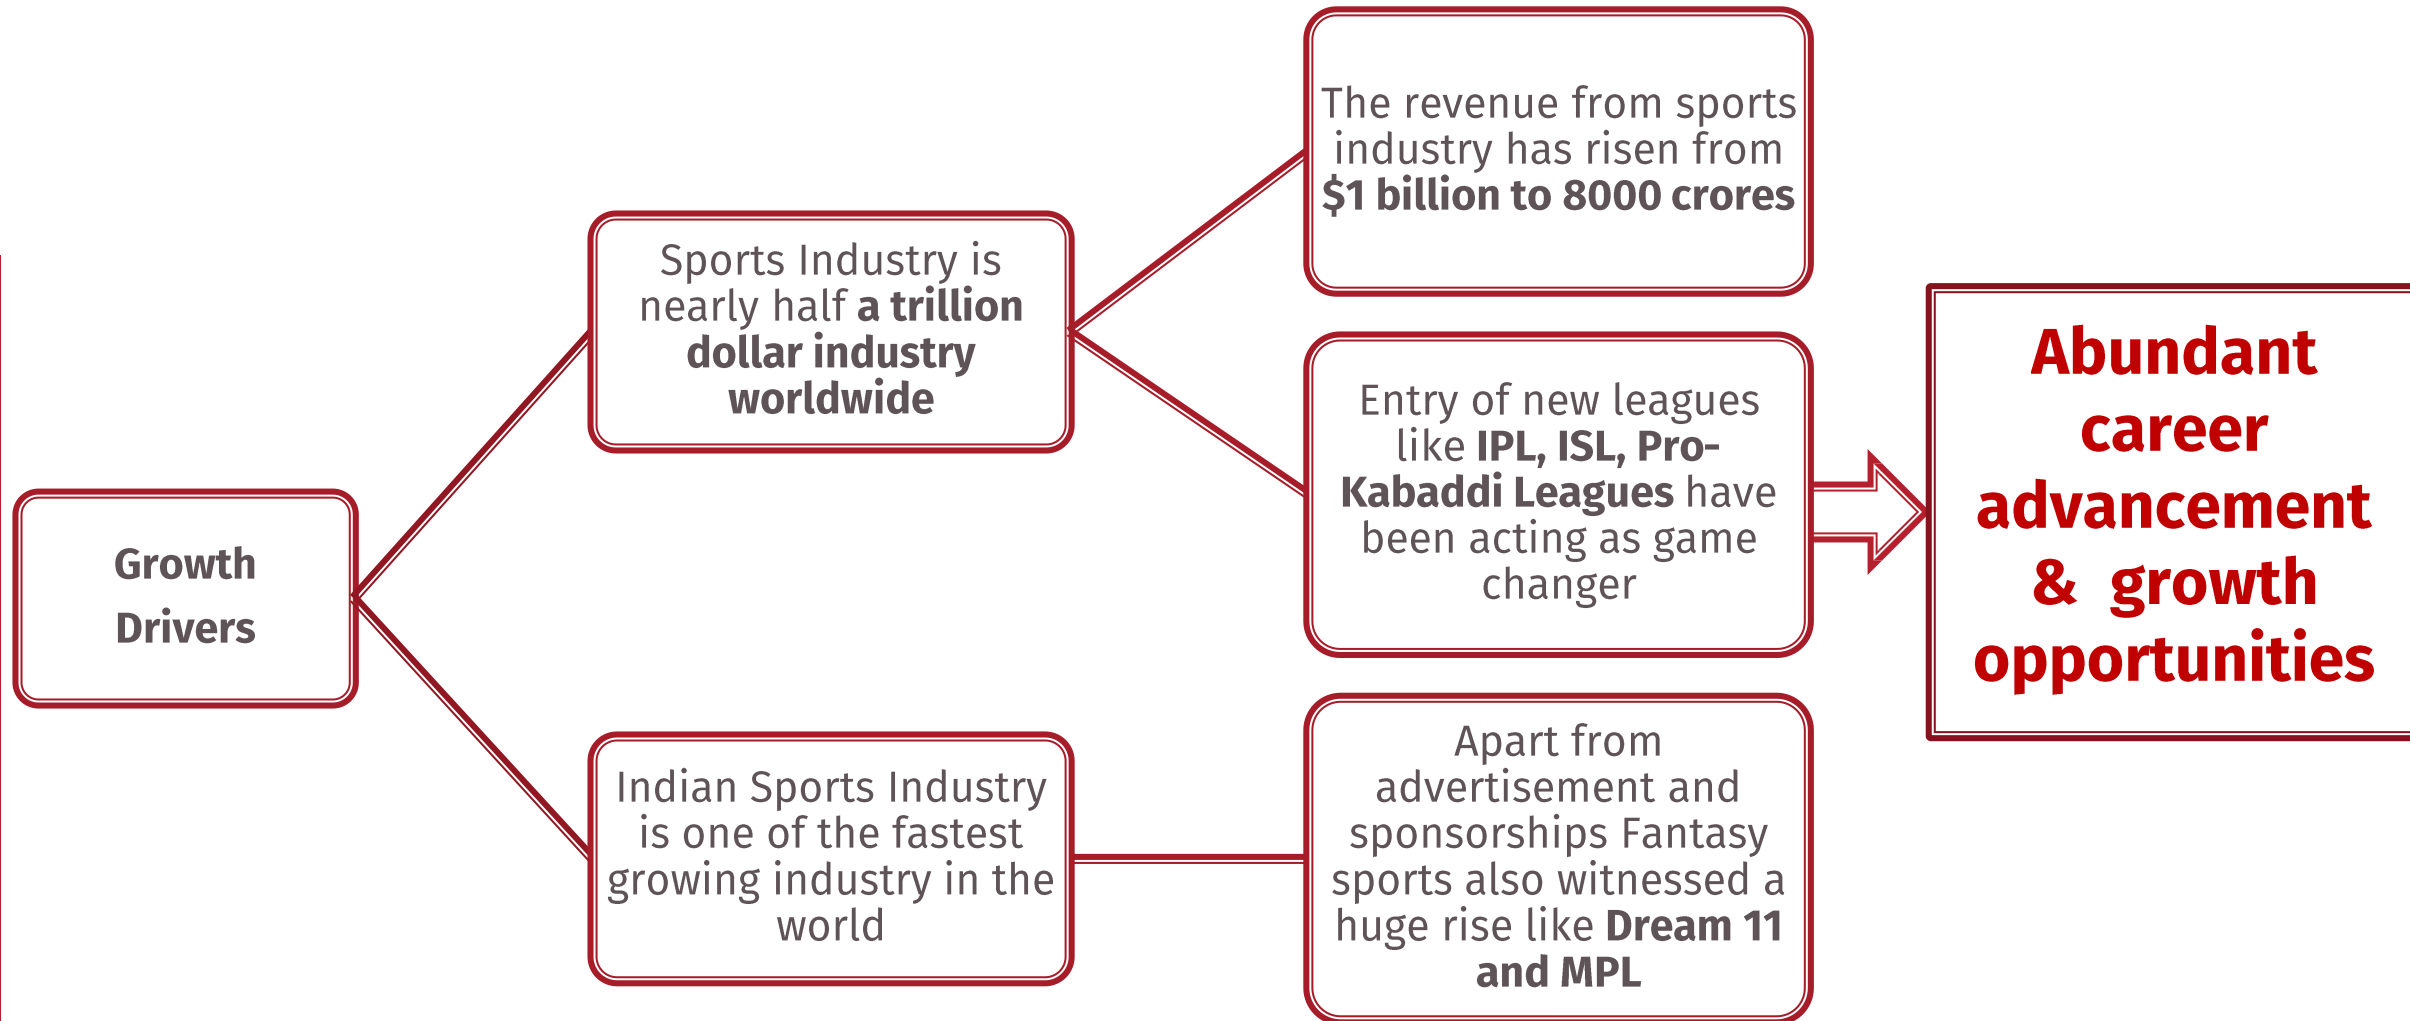 Growth
Drivers
Sports Industry is
nearly half a trillion
dollar industry
worldwide
Indian Sports Industry
is one of the fastest
growing industry in the
world
The revenue from sports
industry has risen from
$1 billion to 8000 crores
Entry of new leagues
like IPL, ISL, Pro-
Kabaddi Leagues have
been acting as game
changer
Apart from
advertisement and
sponsorships Fantasy
sports also witnessed a
huge rise like Dream 11
and MPL
Abundant
career
advancement
& growth
opportunities